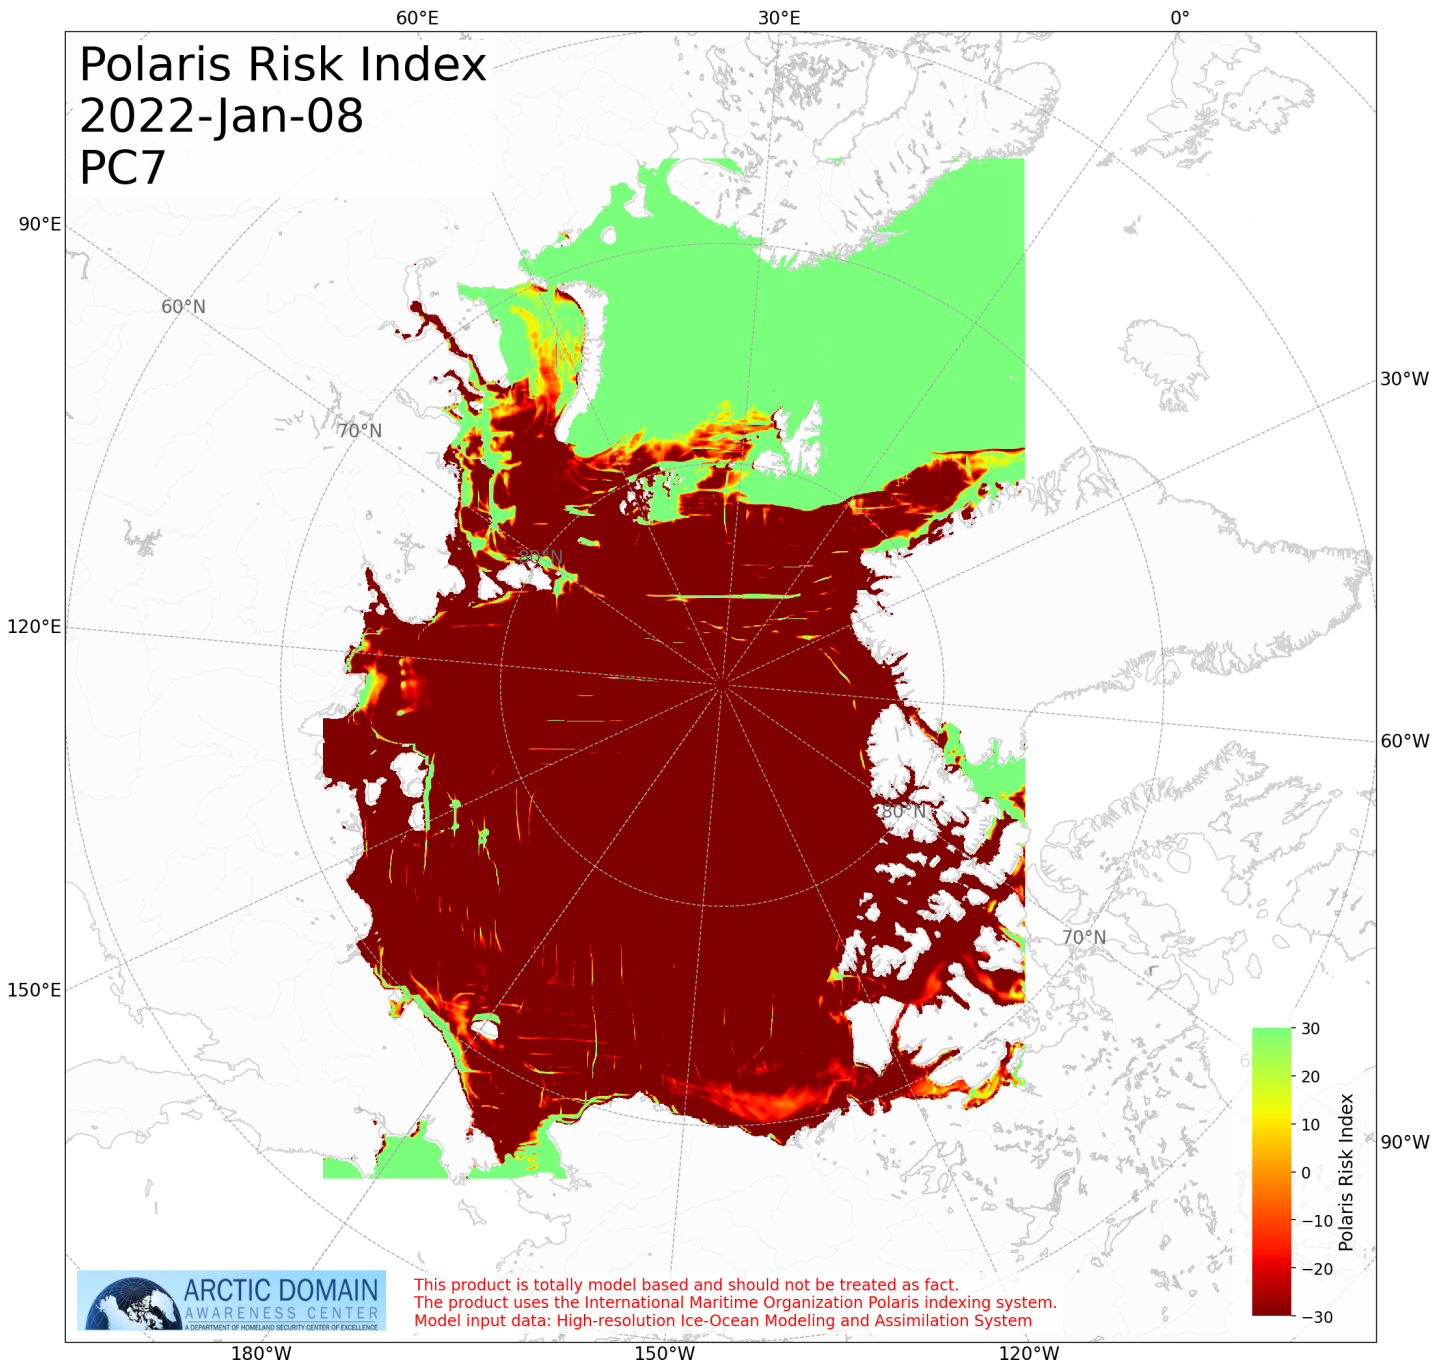 60°E
30°E
0°
Polaris Risk Index
2022-Jan-08
PC7
90°E
60°N
30°W
70°N
80°N
120°E
60°W
80°N
70°N
150°E
30
20
10
0
−10
−20
−30
Polaris Risk Index
90°W
ARCTIC DOMAIN
AWARENESS CENTER
A DEPARTMENT OF HOMELAND SECURITY CENTER OF EXCELLENCE
This product is totally model based and should not be treated as fact.
The product uses the International Maritime Organization Polaris indexing system.
Model input data: High-resolution Ice-Ocean Modeling and Assimilation System
180°W
150°W
120°W